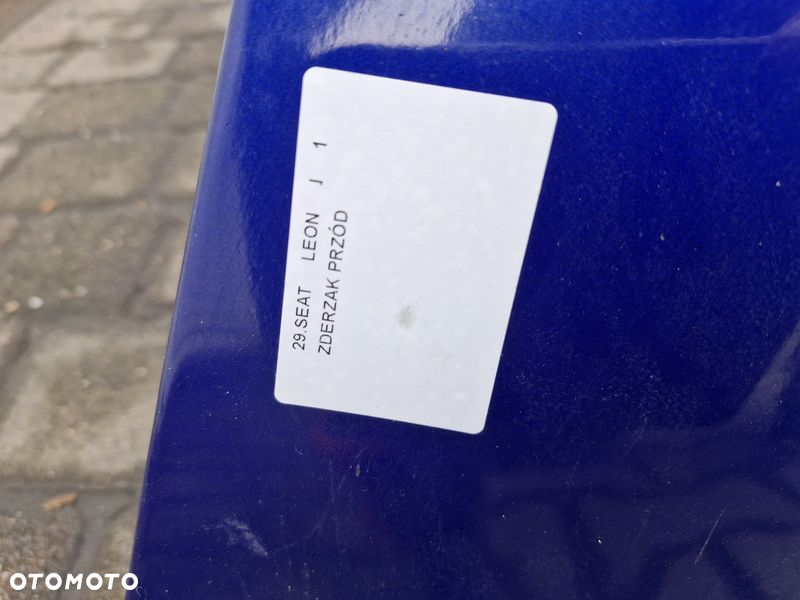 29.SEAT LEON J 1
ZDERZAK PRZÓD
OTOMOTO